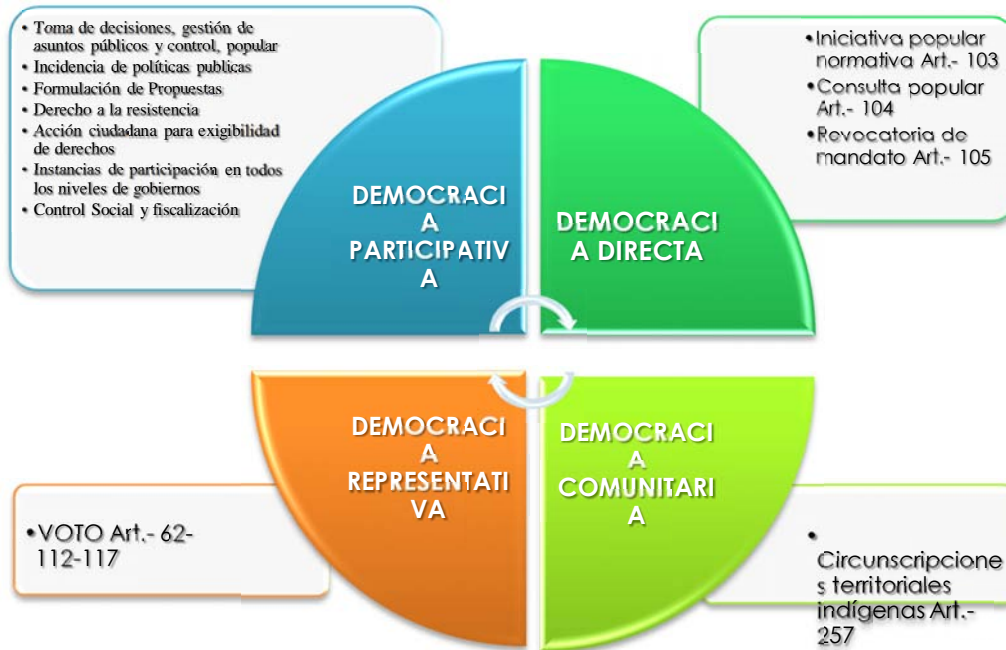 • Toma de decisiones, gestión de
asuntos públicos y control, popular
• Incidencia de políticas publicas
• Formulación de Propuestas
• Derecho a la resistencia
• Acción ciudadana para exigibilidad
de derechos
• Instancias de participación en todos
los niveles de gobiernos
• Control Social y fiscalización
•Iniciativa popular
normativa Art.- 103
•Consulta popular
Art.- 104
•Revocatoria de
mandato Art.- 105
DEMOCRACI
A
PARTICIPATIV
A
DEMOCRACI
A DIRECTA
DEMOCRACI
A
REPRESENTATI
VA
DEMOCRACI
A
COMUNITARI
A
•VOTO Art.- 62-
112-117
•
Circunscripcione
s territoriales
indígenas Art.-
257